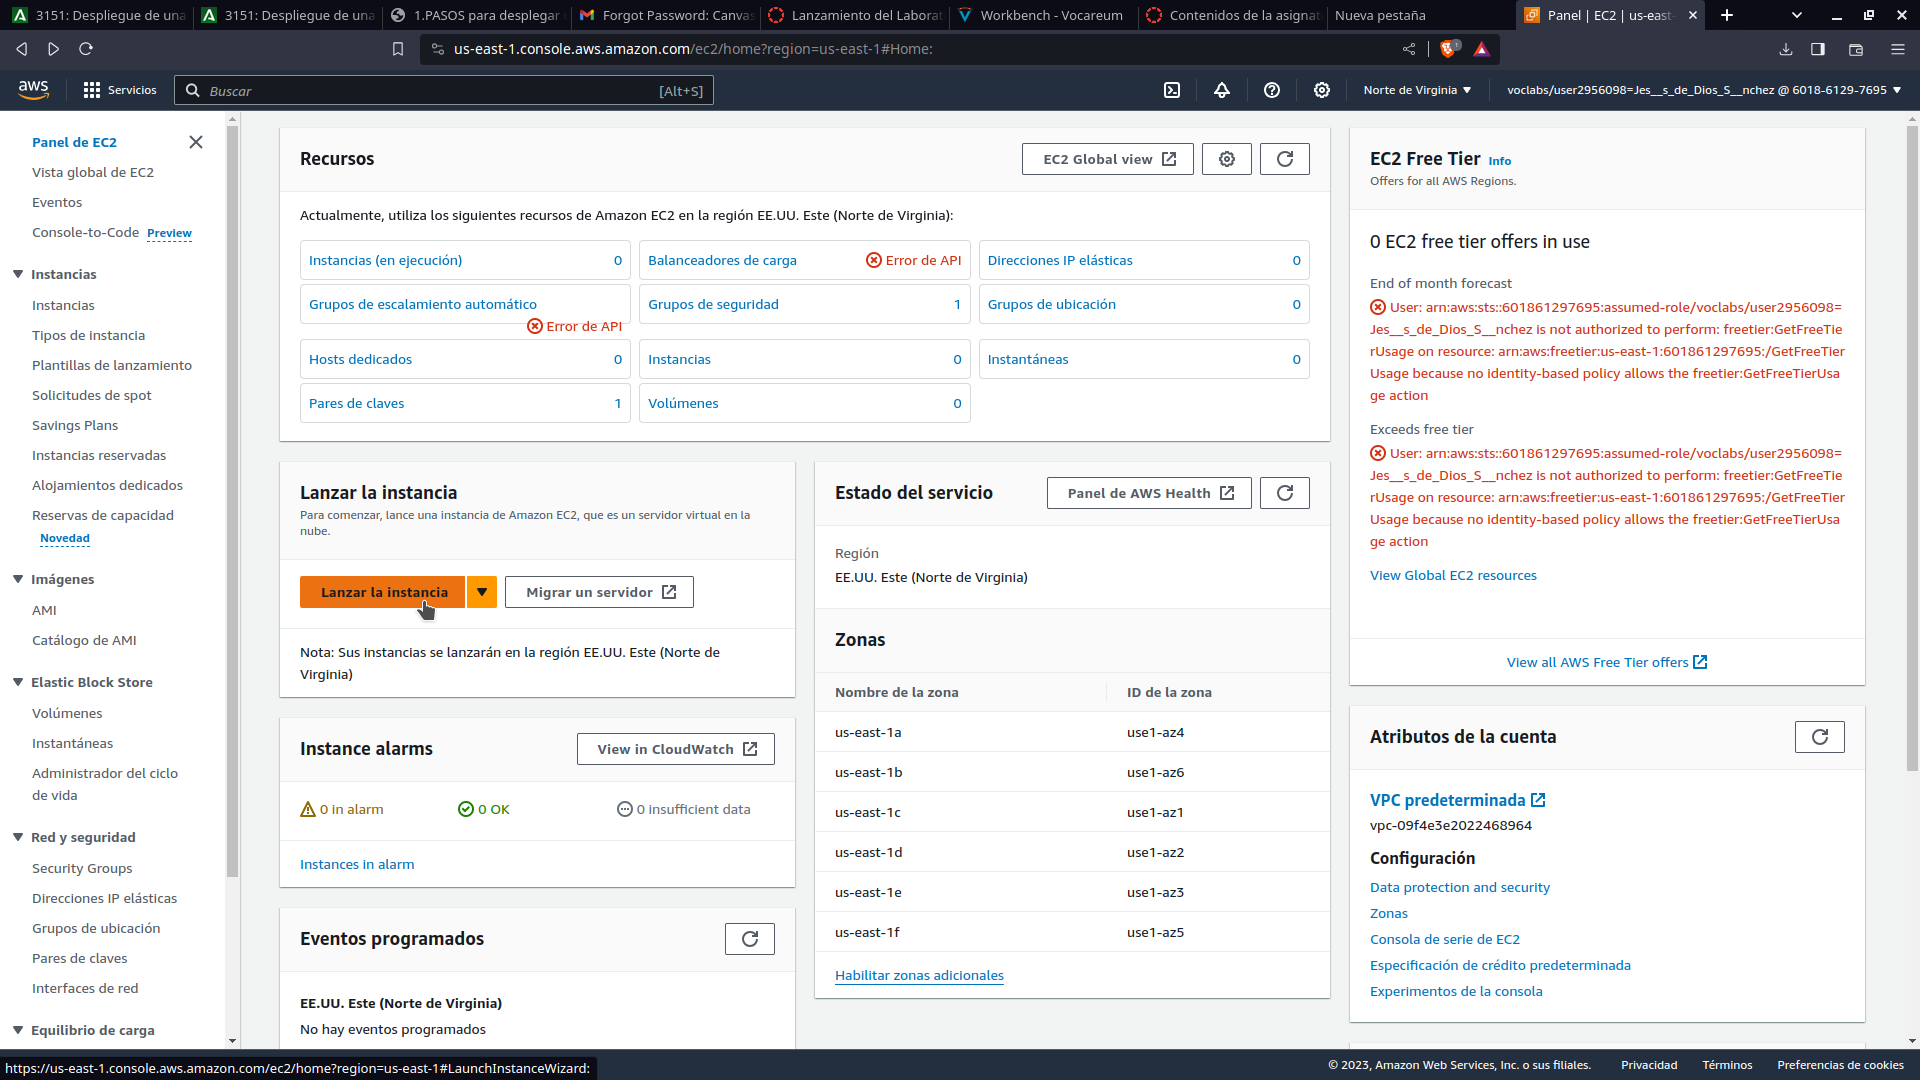 3151: Despliegue de una
3151: Despliegue de una
1.PASOS para desplegar
Forgot Password: Canvas
Lanzamiento del Laborat
Workbench - Vocareum
Contenidos de la asignat
Nueva pestaña
Panel | EC2 | us-east-
us-east-1.console.aws.amazon.com/ec2/home?region=us-east-1#Home:
1
aws
Servicios
Buscar
[Alt+S]
Norte de Virginia
voclabs/user2956098=Jes__s_de_Dios_S__nchez @ 6018-6129-7695
Panel de EC2
Vista global de EC2
Eventos
Console-to-Code Preview
Instancias
Instancias
Tipos de instancia
Plantillas de lanzamiento
Solicitudes de spot
Savings Plans
Instancias reservadas
Alojamientos dedicados
Reservas de capacidad
Novedad
Imágenes
AMI
Catálogo de AMI
Elastic Block Store
Volúmenes
Instantáneas
Administrador del ciclo
de vida
Red y seguridad
Security Groups
Direcciones IP elásticas
Grupos de ubicación
Pares de claves
Interfaces de red
Equilibrio de carga
Recursos
EC2 Global view
Actualmente, utiliza los siguientes recursos de Amazon EC2 en la región EE.UU. Este (Norte de Virginia):
Instancias (en ejecución) 0
Balanceadores de carga Error de API
Direcciones IP elásticas 0
Grupos de escalamiento automático
Error de API
Grupos de seguridad 1
Grupos de ubicación 0
Hosts dedicados 0
Instancias 0
Instantáneas 0
Pares de claves 1
Volúmenes 0
Lanzar la instancia
Para comenzar, lance una instancia de Amazon EC2, que es un servidor virtual en la
nube.
Lanzar la instancia
Migrar un servidor
Nota: Sus instancias se lanzarán en la región EE.UU. Este (Norte de
Virginia)
Instance alarms
View in CloudWatch
0 in alarm
0 OK
0 insufficient data
Instances in alarm
Eventos programados
EE.UU. Este (Norte de Virginia)
No hay eventos programados
Estado del servicio
Panel de AWS Health
Región
EE.UU. Este (Norte de Virginia)
Zonas
Nombre de la zona ID de la zona
us-east-1a use1-az4
us-east-1b use1-az6
us-east-1c use1-az1
us-east-1d use1-az2
us-east-1e use1-az3
us-east-1f use1-az5
Habilitar zonas adicionales
EC2 Free Tier Info
Offers for all AWS Regions.
0 EC2 free tier offers in use
End of month forecast
User: arn:aws:sts::601861297695:assumed-role/voclabs/user2956098=
Jes__s_de_Dios_S__nchez is not authorized to perform: freetier:GetFreeTie
rUsage on resource: arn:aws:freetier:us-east-1:601861297695:/GetFreeTier
Usage because no identity-based policy allows the freetier:GetFreeTierUsa
ge action
Exceeds free tier
User: arn:aws:sts::601861297695:assumed-role/voclabs/user2956098=
Jes__s_de_Dios_S__nchez is not authorized to perform: freetier:GetFreeTie
rUsage on resource: arn:aws:freetier:us-east-1:601861297695:/GetFreeTier
Usage because no identity-based policy allows the freetier:GetFreeTierUsa
ge action
View Global EC2 resources
View all AWS Free Tier offers
Atributos de la cuenta
VPC predeterminada
vpc-09f4e3e2022468964
Configuración
Data protection and security
Zonas
Consola de serie de EC2
Especificación de crédito predeterminada
Experimentos de la consola
https://us-east-1.console.aws.amazon.com/ec2/home?region=us-east-1#LaunchInstanceWizard:
© 2023, Amazon Web Services, Inc. o sus filiales.
Privacidad
Términos
Preferencias de cookies